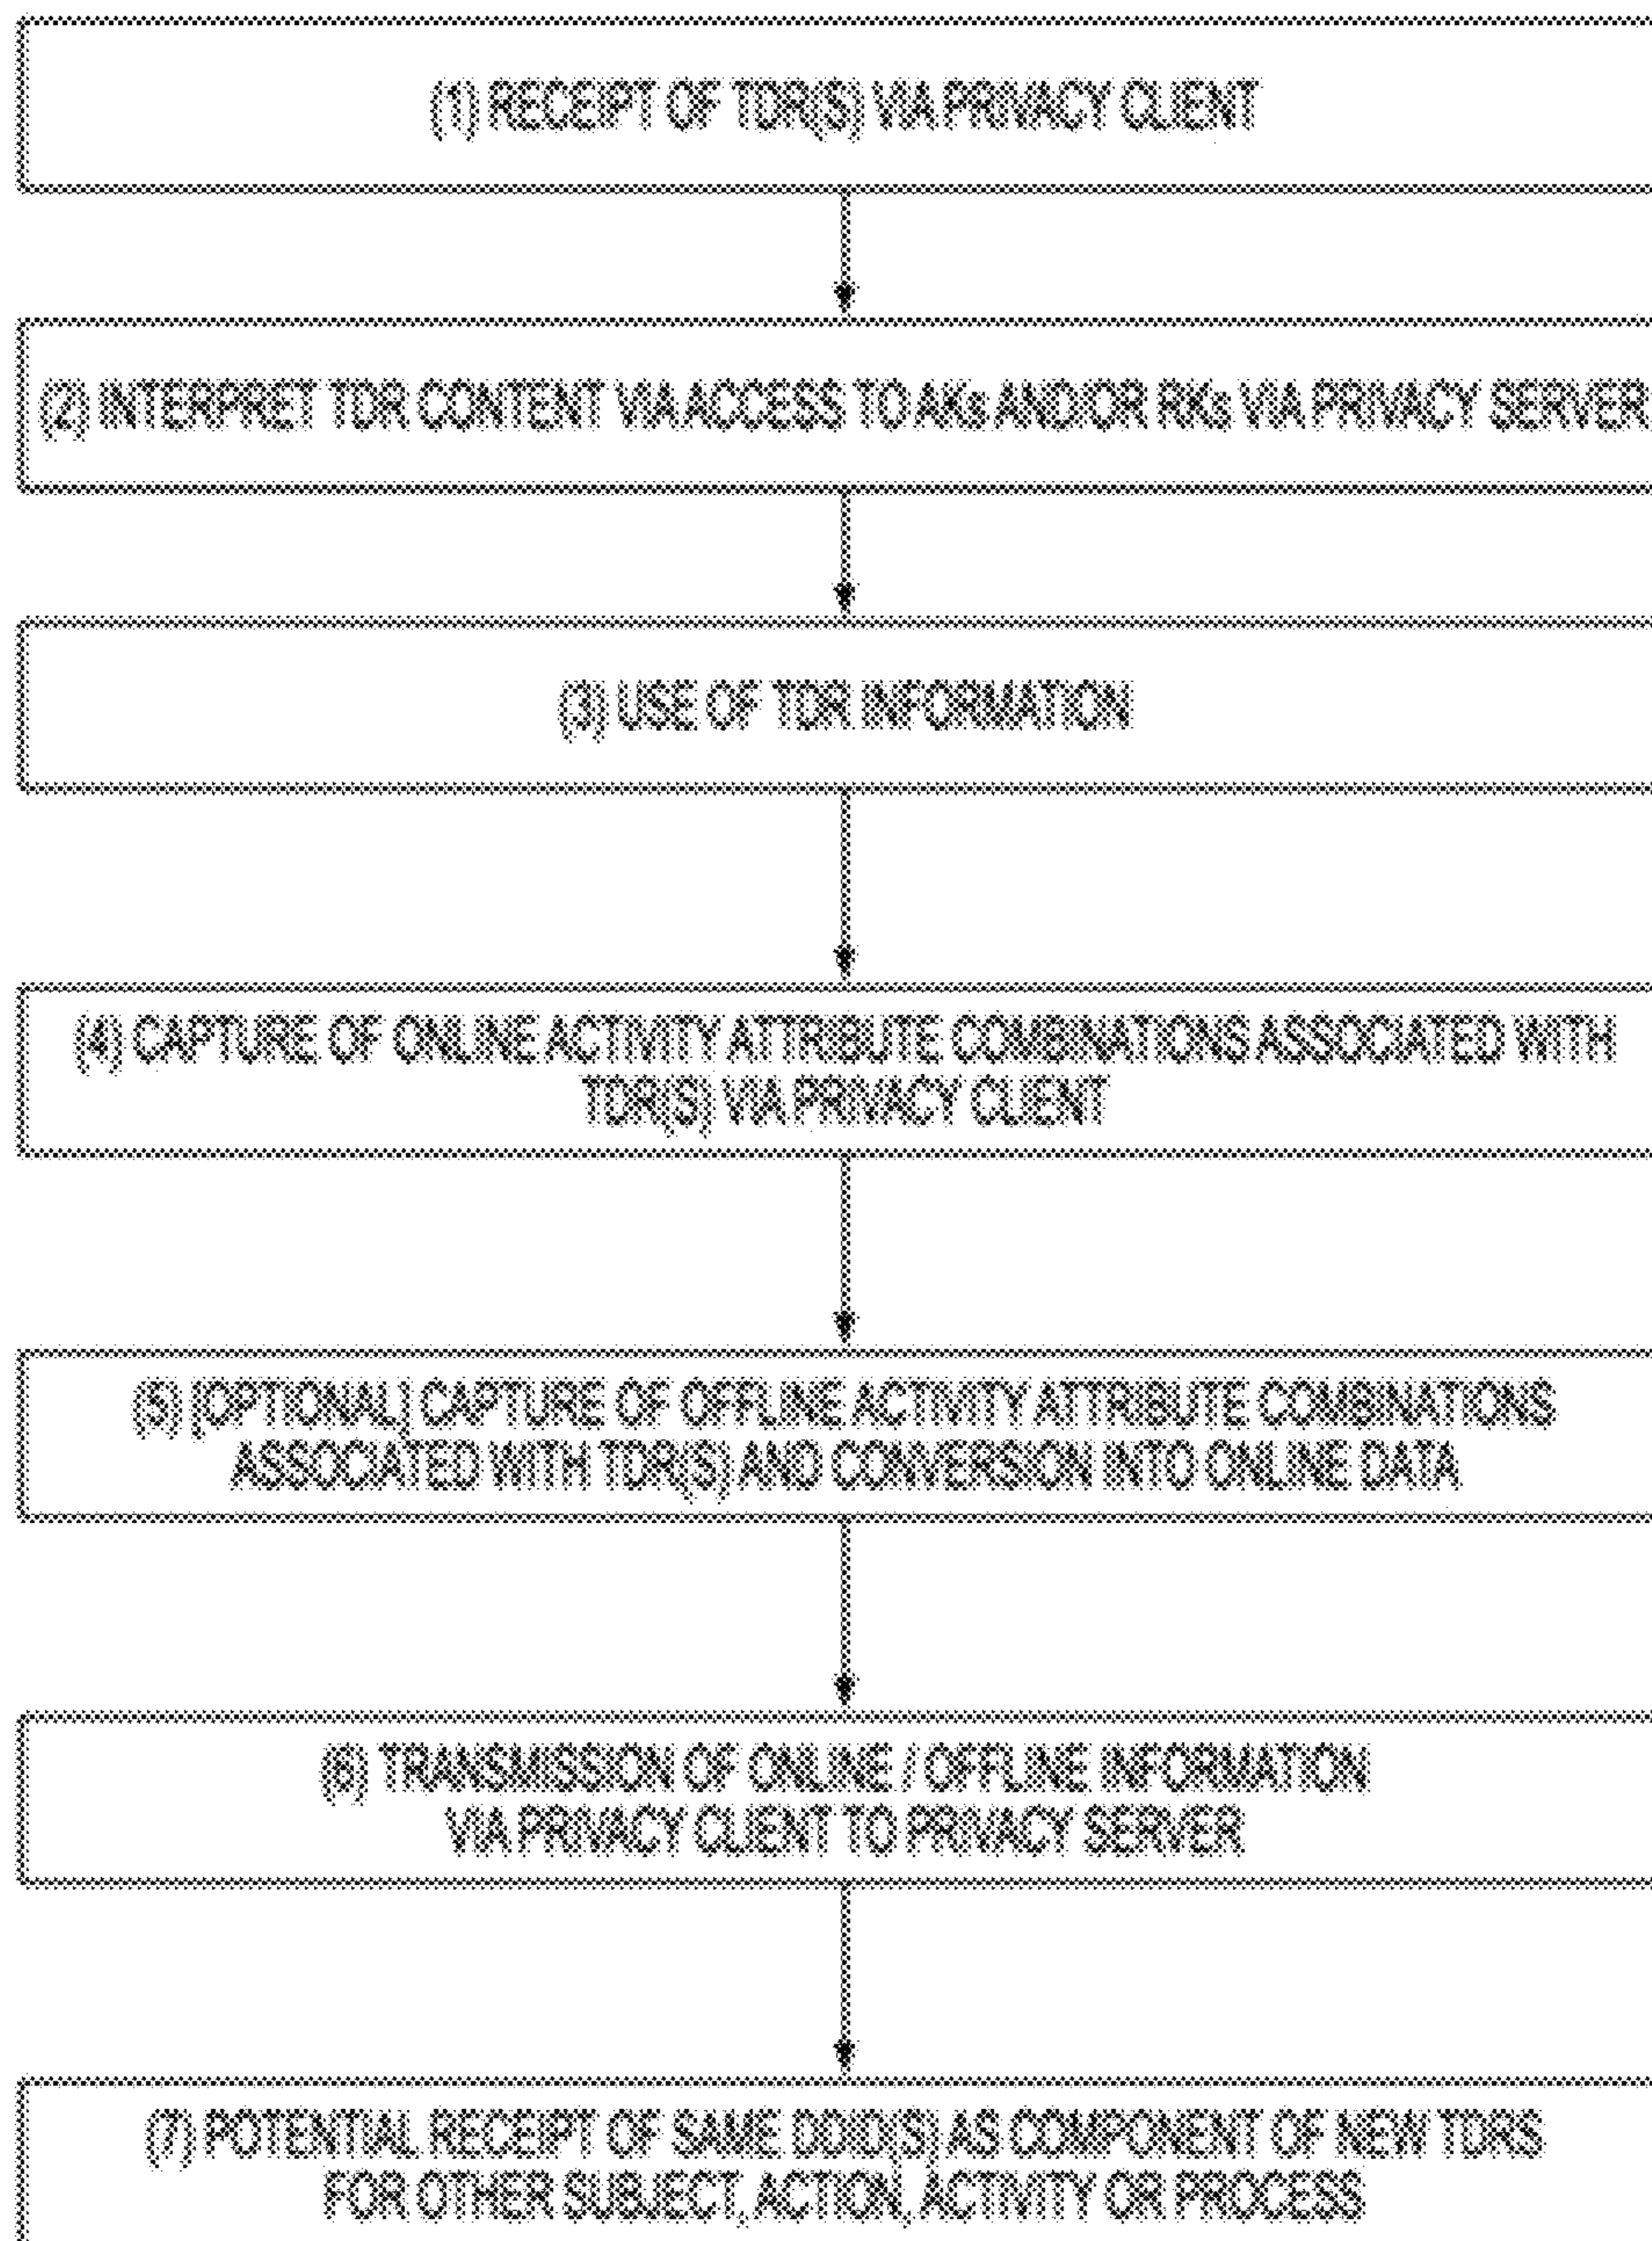 (1) RECEIPT OF TDR(S) VIA PRIVACY CLIENT
(2) INTERPRET TDR CONTENT VIA ACCESS TO AKs AND/OR RKs VIA PRIVACY SERVER
(3) USE OF TDR INFORMATION
(4) CAPTURE OF ONLINE ACTIVITY ATTRIBUTE COMBINATIONS ASSOCIATED WITH
TDR(S) VIA PRIVACY CLIENT
(5) [OPTIONAL] CAPTURE OF OFFLINE ACTIVITY ATTRIBUTE COMBINATIONS
ASSOCIATED WITH TDR(S) AND CONVERSION INTO ONLINE DATA
(6) TRANSMISSION OF ONLINE / OFFLINE INFORMATION
VIA PRIVACY CLIENT TO PRIVACY SERVER
(7) POTENTIAL RECEIPT OF SAME DDID(S) AS COMPONENT OF NEW TDRS
FOR OTHER SUBJECT, ACTION, ACTIVITY OR PROCESS